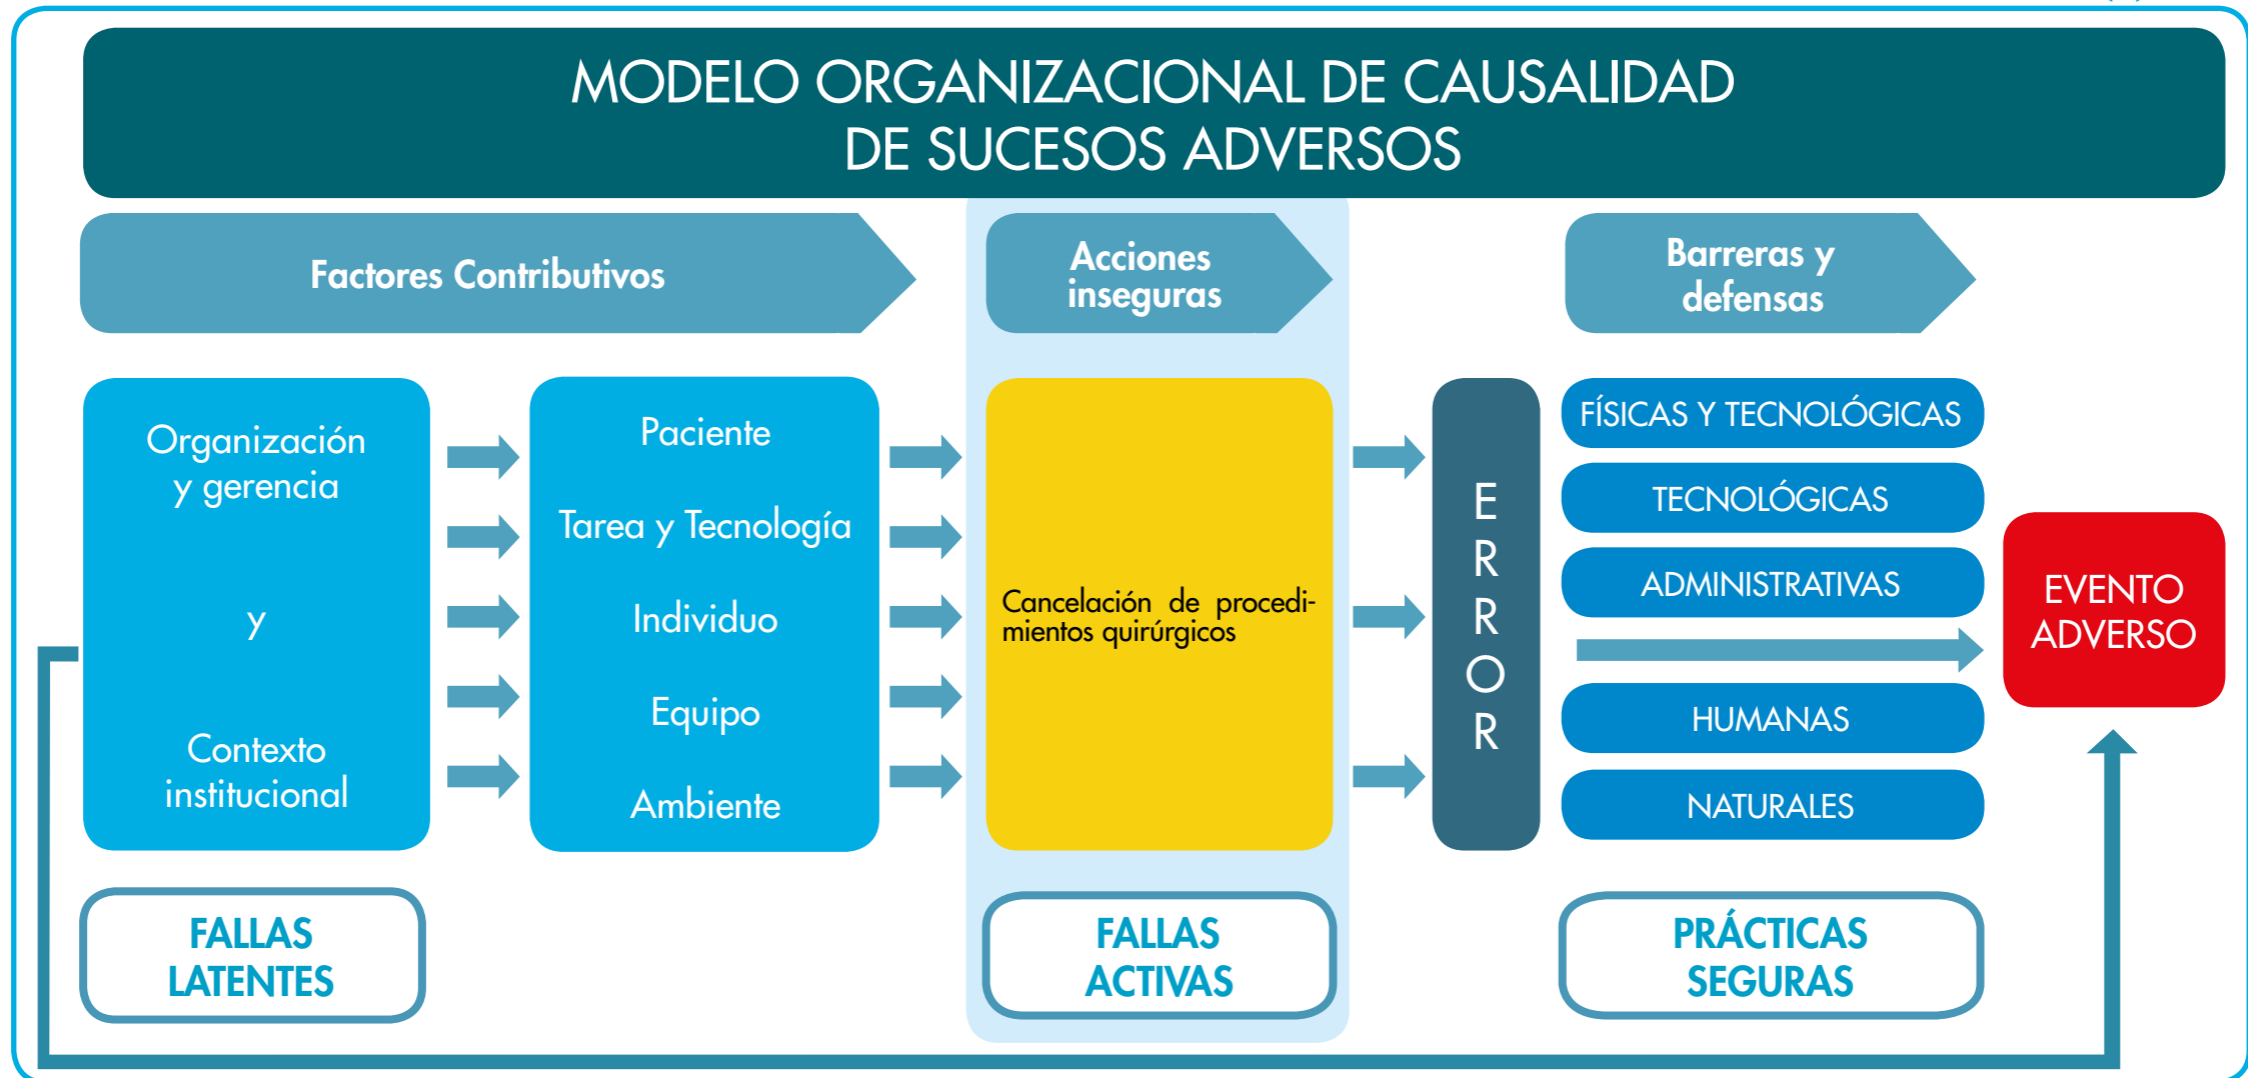 MODELO ORGANIZACIONAL DE CAUSALIDAD
DE SUCESOS ADVERSOS
Factores Contributivos
Acciones
inseguras
Barreras y
defensas
Organización
y gerencia
y
Contexto
institucional
Paciente
Tarea y Tecnología
Individuo
Equipo
Ambiente
Cancelación de procedi-
mientos quirúrgicos
E
R
R
O
R
FÍSICAS Y TECNOLÓGICAS
TECNOLÓGICAS
ADMINISTRATIVAS
HUMANAS
NATURALES
EVENTO
ADVERSO
FALLAS
LATENTES
FALLAS
ACTIVAS
PRÁCTICAS
SEGURAS